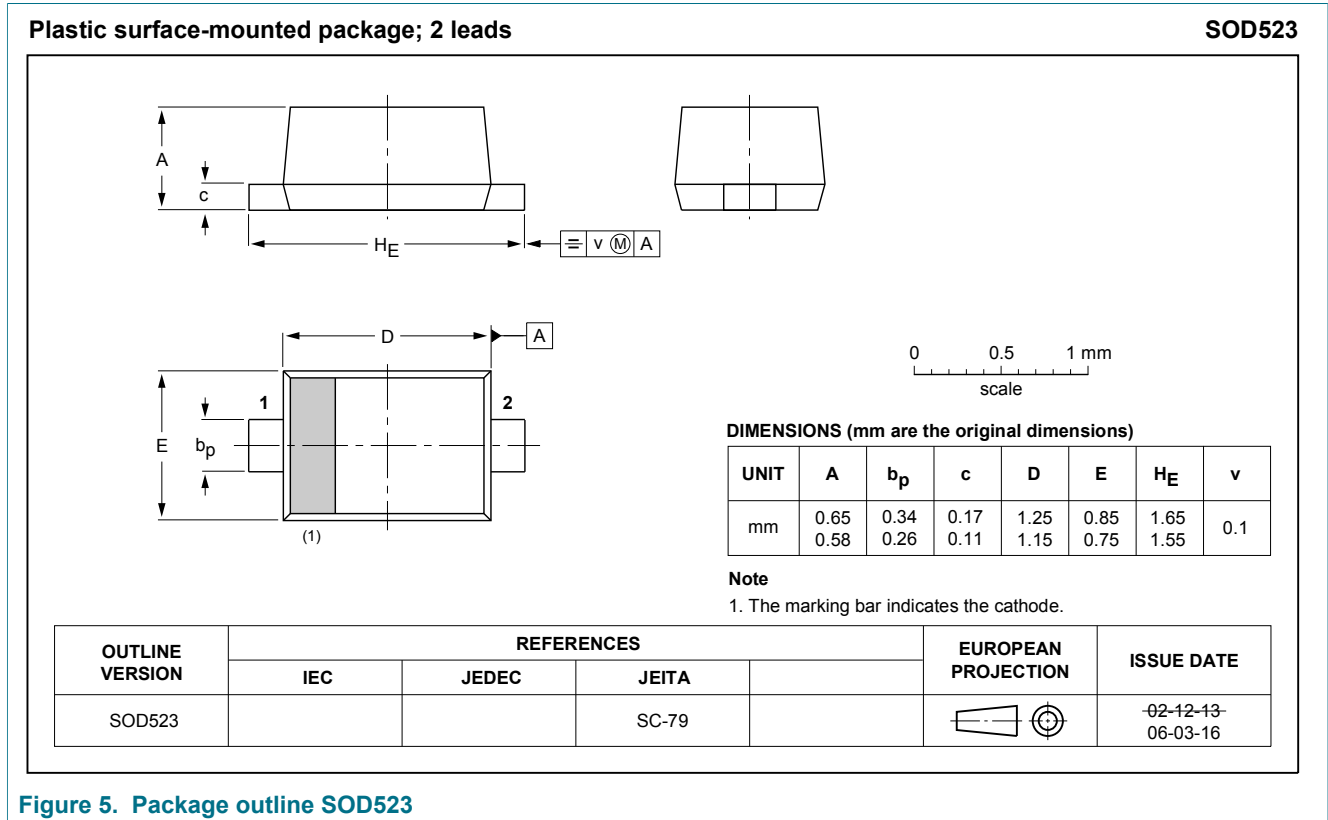 Plastic surface-mounted package; 2 leads SOD523
A
c
HE
v M A
D
A
E
bp
1
2
(1)
0 0.5 1 mm
scale
DIMENSIONS (mm are the original dimensions)
UNIT A bp c D E HE v
mm 0.65 0.34 0.17 1.25 0.85 1.65 0.1
0.58 0.26 0.11 1.15 0.75 1.55
Note
1. The marking bar indicates the cathode.
OUTLINE VERSION REFERENCES EUROPEAN PROJECTION ISSUE DATE
IEC JEDEC JEITA
SOD523 SC-79 02-12-13
06-03-16
Figure 5. Package outline SOD523